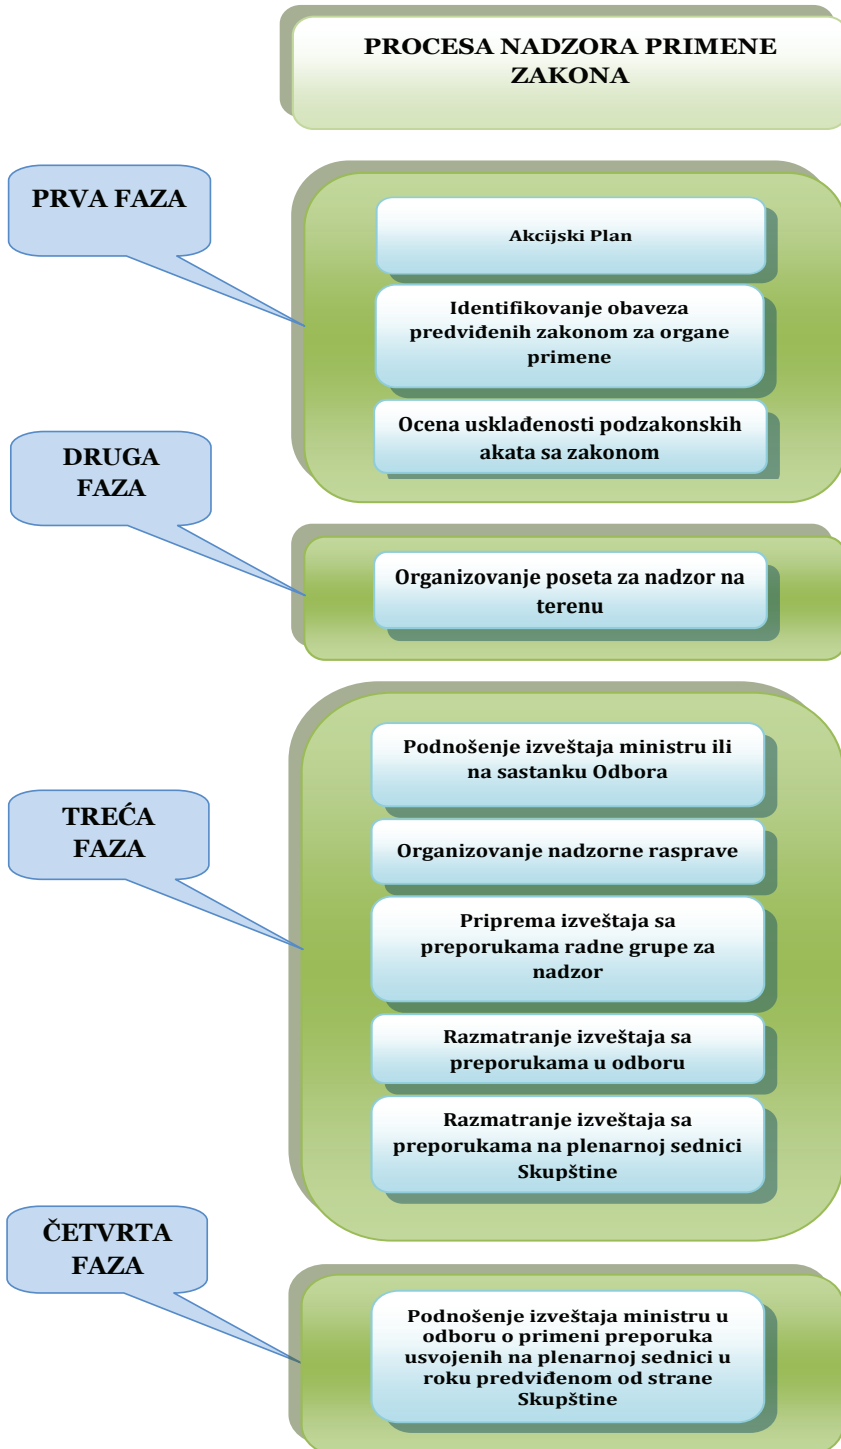 PROCESA NADZORA PRIMENE
ZAKONA
PRVA FAZA
Akcijski Plan
Identifikovanje obaveza
predviđenih zakonom za organe
primene
Ocena usklađenosti podzakonskih
akata sa zakonom
DRUGA
FAZA
Organizovanje poseta za nadzor na
terenu
TREĆA
FAZA
Podnošenje izveštaja ministru ili
na sastanku Odbora
Organizovanje nadzorne rasprave
Priprema izveštaja sa
preporukama radne grupe za
nadzor
Razmatranje izveštaja sa
preporukama u odboru
Razmatranje izveštaja sa
preporukama na plenarnoj sednici
Skupštine
ČETVRTA
FAZA
Podnošenje izveštaja ministru u
odboru o primeni preporuka
usvojenih na plenarnoj sednici u
roku predviđenom od strane
Skupštine